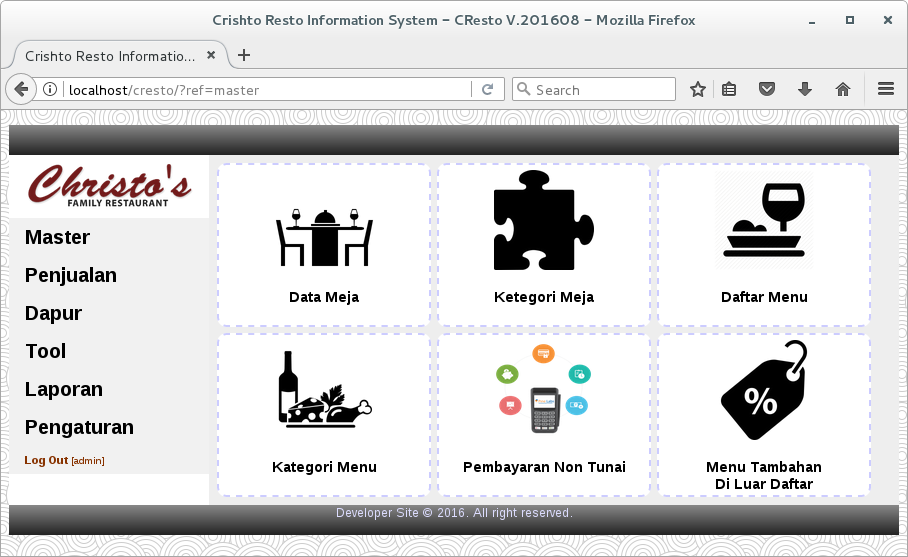 Crishto Resto Information System – CResto V.201608 – Mozilla Firefox
Crishto Resto Informatio...
localhost/cresto/?ref=master
Search
Christo's
FAMILY RESTAURANT
Master
Penjualan
Dapur
Tool
Laporan
Pengaturan
Log Out [admin]
Data Meja
Ketegori Meja
Daftar Menu
%
Kategori Menu
Pembayaran Non Tunai
Menu Tambahan
Di Luar Daftar
Developer Site © 2016. All right reserved.